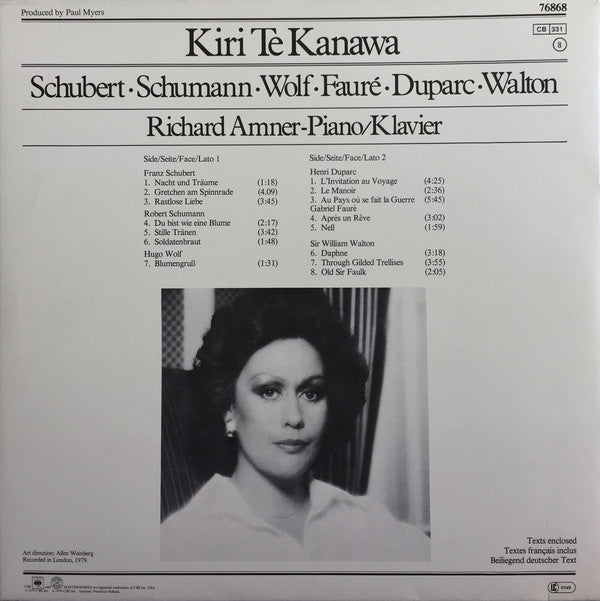 Produced by Paul Myers
76868
CB 331
8
Kiri Te Kanawa
Schubert · Schumann · Wolf · Fauré · Duparc · Walton
Richard Amner-Piano/Klavier
Side/Seite/Face/Lato 1
Franz Schubert
1. Nacht und Träume (1:18)
2. Gretchen am Spinnrade (4.09)
3. Rastlose Liebe (3:45)
Robert Schumann
4. Du bist wie eine Blume (2:17)
5. Stille Tränen (3:42)
6. Soldatenbraut (1:48)
Hugo Wolf
7. Blumengruß (1:31)
Side/Seite/Face/Lato 2
Henri Duparc
1. L'Invitation au Voyage (4:25)
2. Le Manoir (2:36)
3. Au Pays où se fait la Guerre (5:45)
Gabriel Fauré
4. Aprés un Rêve (3:02)
5. Nell (1:59)
Sir William Walton
6. Daphne (3:18)
7. Through Gilded Trellises (3:55)
8. Old Sir Faulk (2:05)
Art direction: Allen Weinberg
Recorded in London, 1979.
Texts enclosed
Textes français inclus
Beiliegend deutscher Text